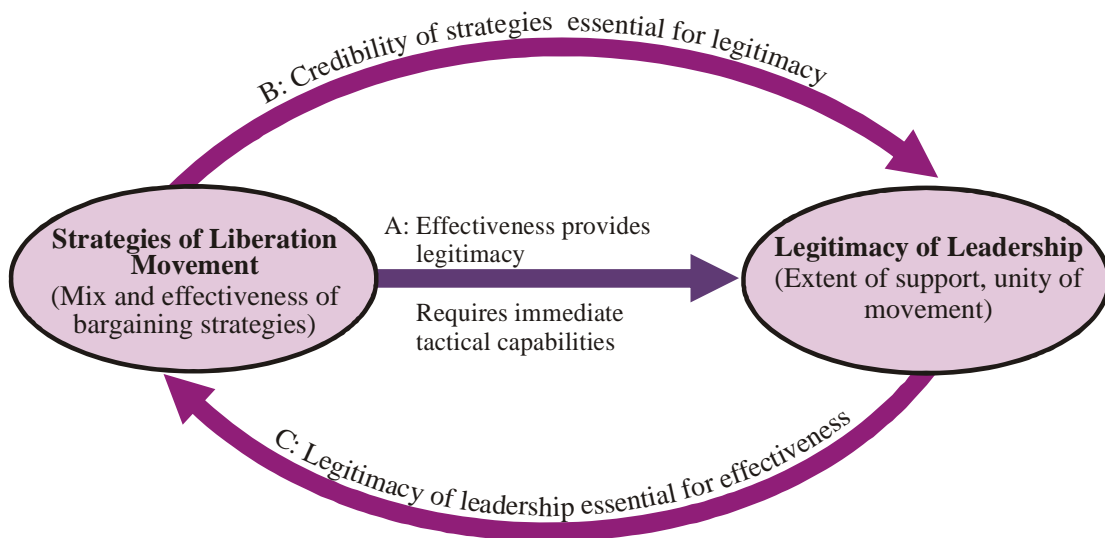 B: Credibility of strategies essential for legitimacy
Strategies of Liberation
Movement
(Mix and effectiveness of
bargaining strategies)
A: Effectiveness provides
legitimacy
Requires immediate
tactical capabilities
Legitimacy of Leadership
(Extent of support, unity of
movement)
C: Legitimacy of leadership essential for effectiveness